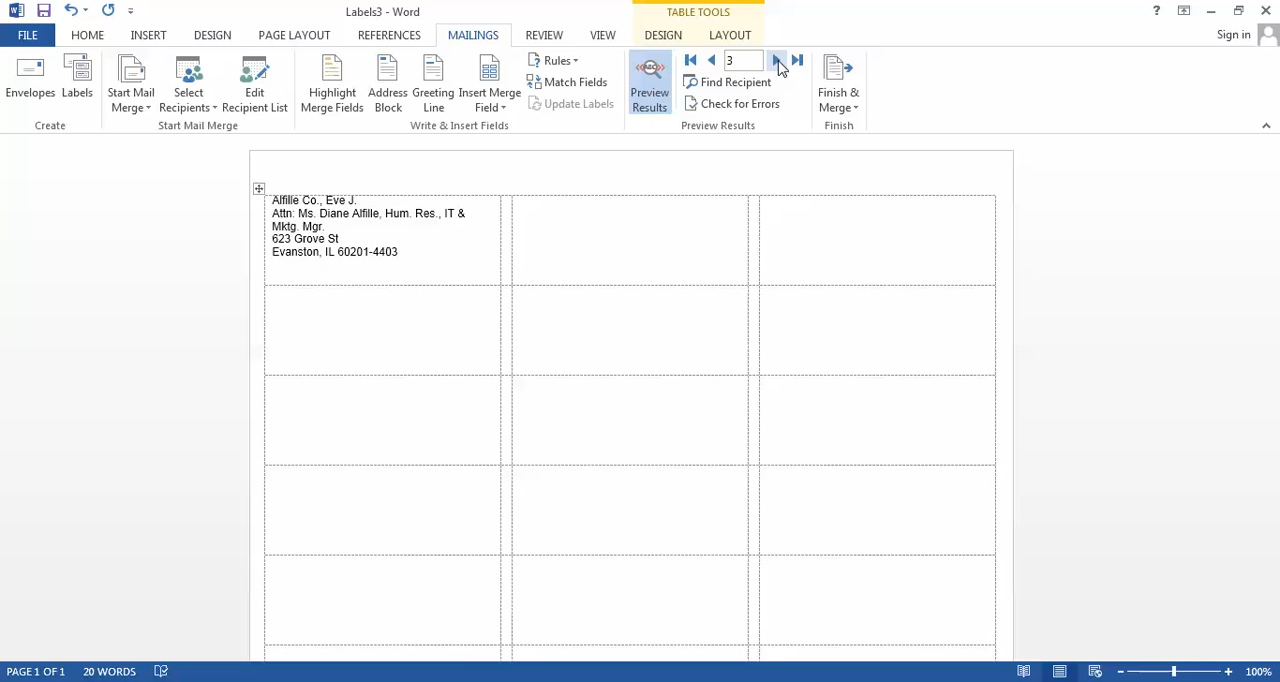 Labels3 - Word
TABLE TOOLS
?
FILE
HOME
INSERT
DESIGN
PAGE LAYOUT
REFERENCES
MAILINGS
REVIEW
VIEW
DESIGN
LAYOUT
Sign in
Envelopes
Labels
Create
Start Mail
Merge
Select
Recipients
Edit
Recipient List
Start Mail Merge
Highlight
Merge Fields
Address
Block
Greeting
Line
Insert Merge
Field
Rules
Match Fields
Update Labels
Write & Insert Fields
ABC
Preview
Results
3
Find Recipient
Check for Errors
Preview Results
Finish &
Merge
Finish
Alfille Co., Eve J.
Attn: Ms. Diane Alfille, Hum. Res., IT &
Mktg. Mgr.
623 Grove St
Evanston, IL 60201-4403
PAGE 1 OF 1
20 WORDS
100%